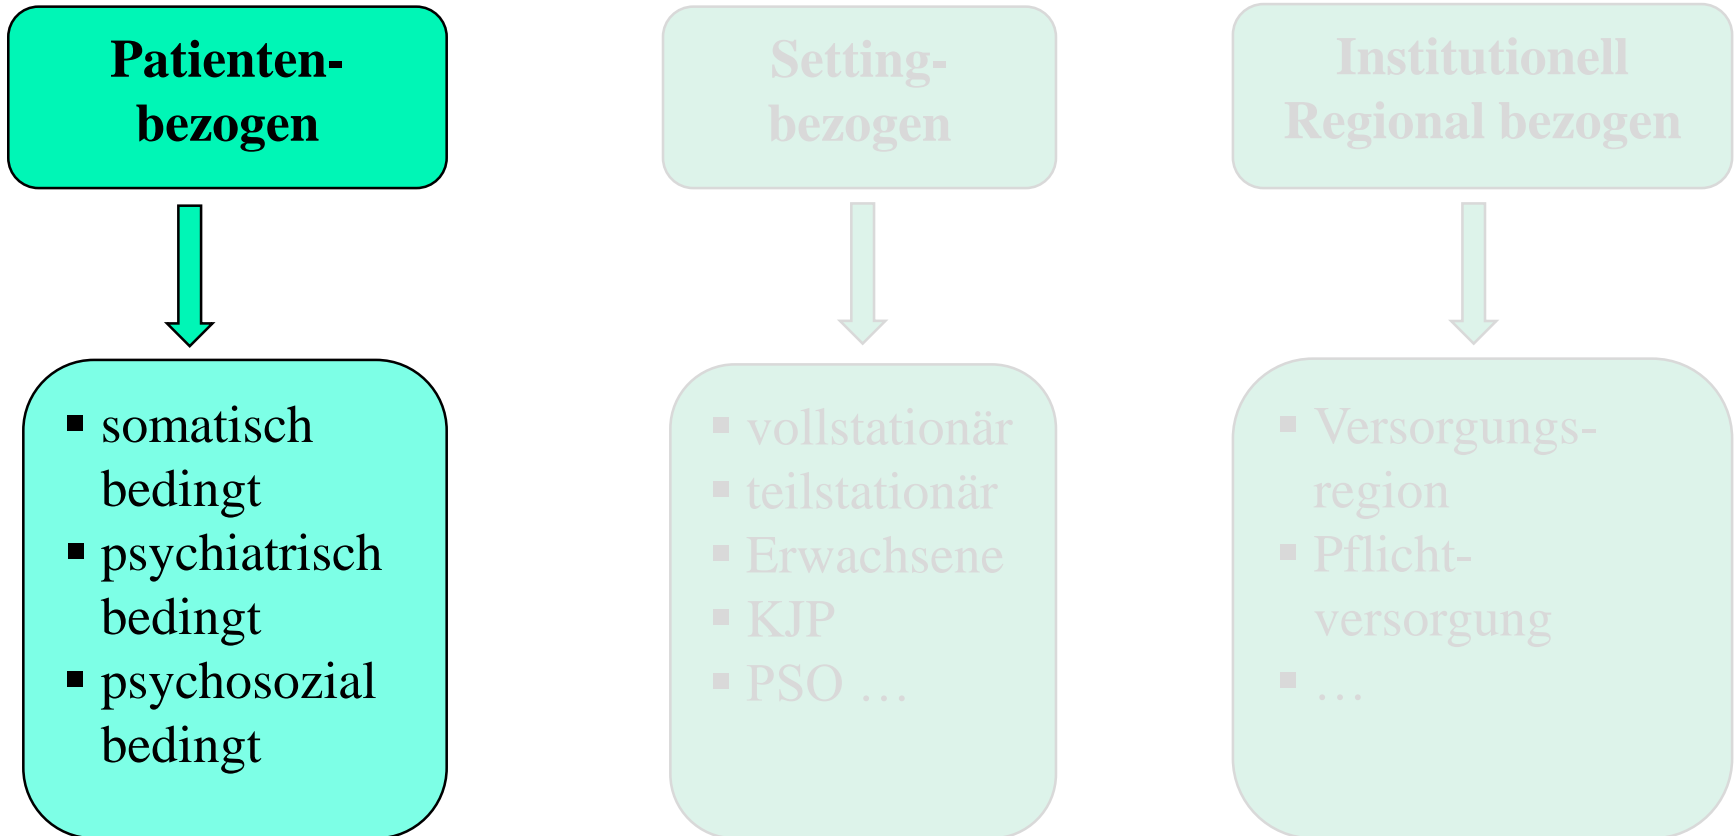 Patienten-
bezogen
Setting-
bezogen
Institutionell
Regional bezogen
▪ somatisch
bedingt
▪ psychiatrisch
bedingt
▪ psychosozial
bedingt
▪ vollstationär
▪ teilstationär
▪ Erwachsene
▪ KJP
▪ PSO …
▪ Versorgungs-
region
▪ Pflicht-
versorgung
▪ …